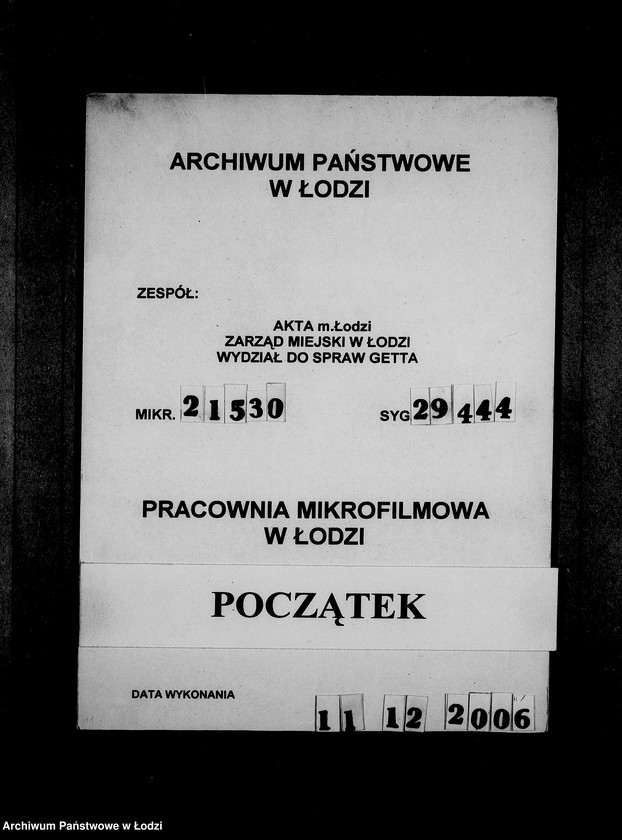 ARCHIWUM PAŃSTWOWE
W ŁODZI
ZESPÓŁ:
AKTA m.Łodzi
ZARZĄD MIEJSKI W ŁODZI
WYDZIAŁ DO SPRAW GETTA
MIKR. 21530 SYG 29444
PRACOWNIA MIKROFILMOWA
W ŁODZI
POCZĄTEK
DATA WYKONANIA 11 12 2006
Archiwum Państwowe w Łodzi